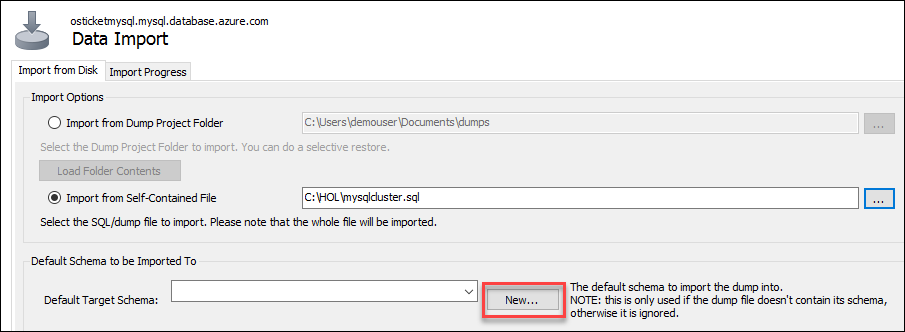 osticketmysql.mysql.database.azure.com
Data Import
Import from Disk
Import Progress
Import Options
Import from Dump Project Folder
C:\Users\demouser\Documents\dumps
...
Select the Dump Project Folder to import. You can do a selective restore.
Load Folder Contents
Import from Self-Contained File
C:\HOL\mysqlcluster.sql
...
Select the SQL/dump file to import. Please note that the whole file will be imported.
Default Schema to be Imported To
Default Target Schema:
New...
The default schema to import the dump into.
NOTE: this is only used if the dump file doesn't contain its schema,
otherwise it is ignored.